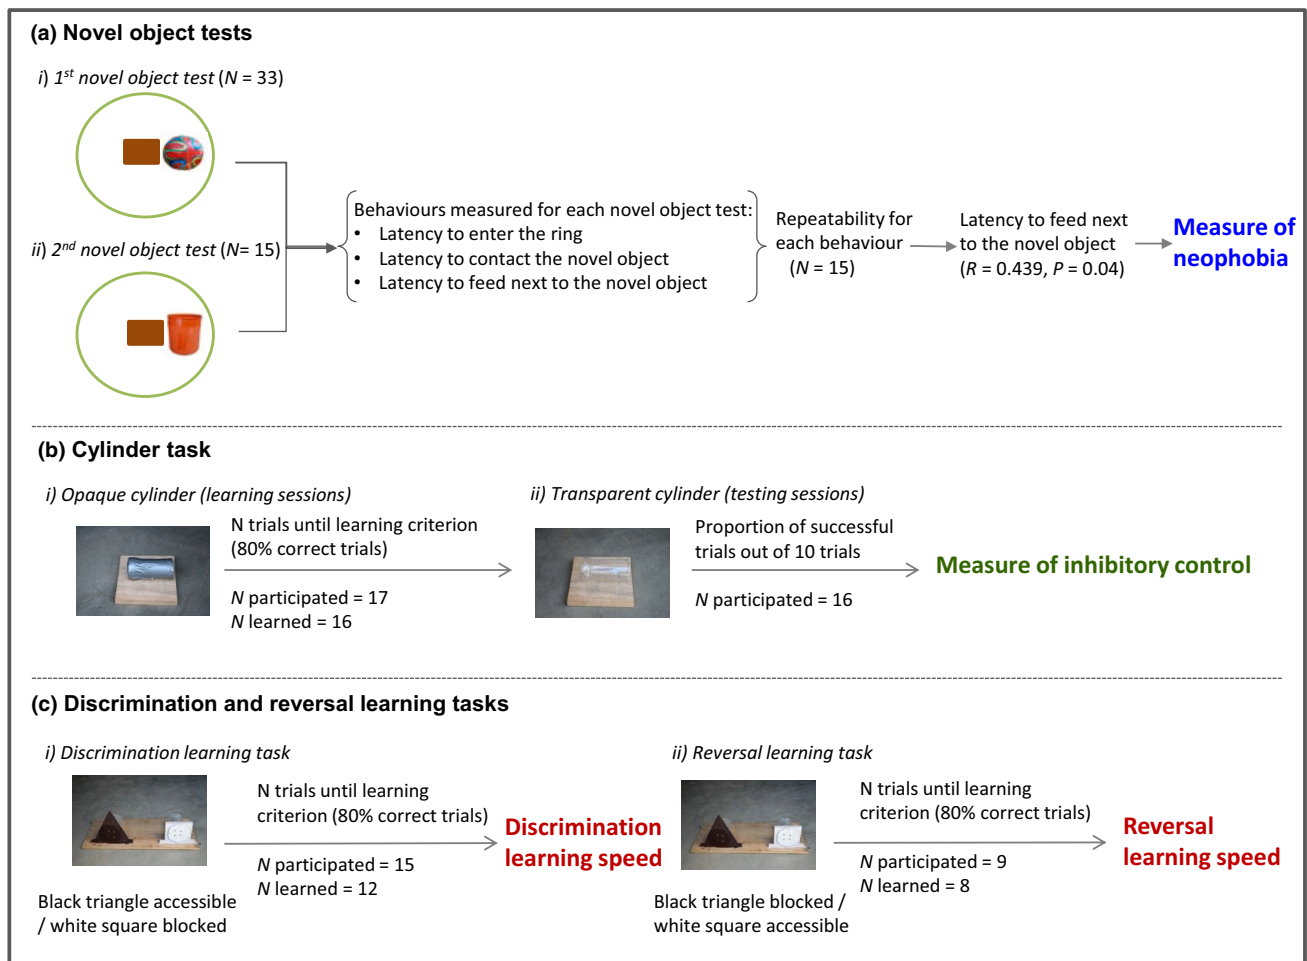 (a) Novel object tests
i) 1st novel object test (N = 33)
ii) 2nd novel object test (N= 15)
Behaviours measured for each novel object test:
• Latency to enter the ring
• Latency to contact the novel object
• Latency to feed next to the novel object
Repeatability for
each behaviour
(N = 15)
Latency to feed next
to the novel object
(R = 0.439, P = 0.04)
Measure of
neophobia
(b) Cylinder task
i) Opaque cylinder (learning sessions)
N trials until learning criterion
(80% correct trials)
N participated = 17
N learned = 16
ii) Transparent cylinder (testing sessions)
Proportion of successful
trials out of 10 trials
N participated = 16
Measure of inhibitory control
(c) Discrimination and reversal learning tasks
i) Discrimination learning task
N trials until learning
criterion (80% correct trials)
N participated = 15
N learned = 12
Black triangle accessible
/ white square blocked
Discrimination
learning speed
ii) Reversal learning task
N trials until learning
criterion (80% correct trials)
N participated = 9
N learned = 8
Black triangle blocked /
white square accessible
Reversal
learning speed